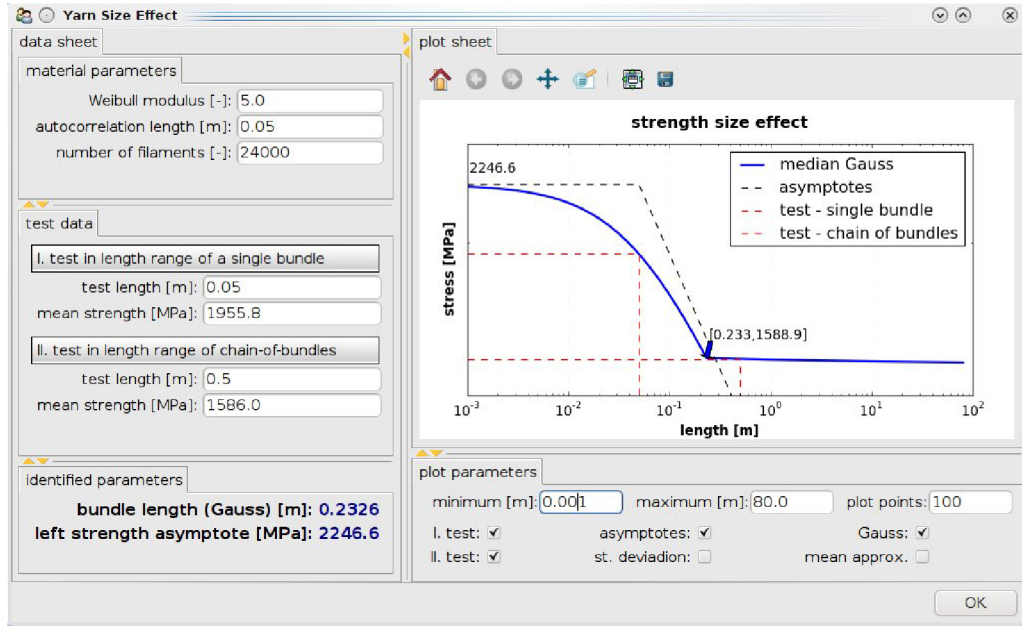 Yarn Size Effect
data sheet
material parameters
Weibull modulus [-]: 5.0
autocorrelation length [m]: 0.05
number of filaments [-]: 24000
test data
I. test in length range of a single bundle
test length [m]: 0.05
mean strength [MPa]: 1955.8
II. test in length range of chain-of-bundles
test length [m]: 0.5
mean strength [MPa]: 1586.0
identified parameters
bundle length (Gauss) [m]: 0.2326
left strength asymptote [MPa]: 2246.6
plot sheet
strength size effect
2246.6
median Gauss
asymptotes
test - single bundle
test - chain of bundles
stress [MPa]
[0.233,1588.9]
10^-3 10^-2 10^-1 10^0 10^1 10^2
length [m]
plot parameters
minimum [m]: 0.001 maximum [m]: 80.0 plot points: 100
I. test: asymptotes: Gauss:
II. test: st. deviadion: mean approx.
OK